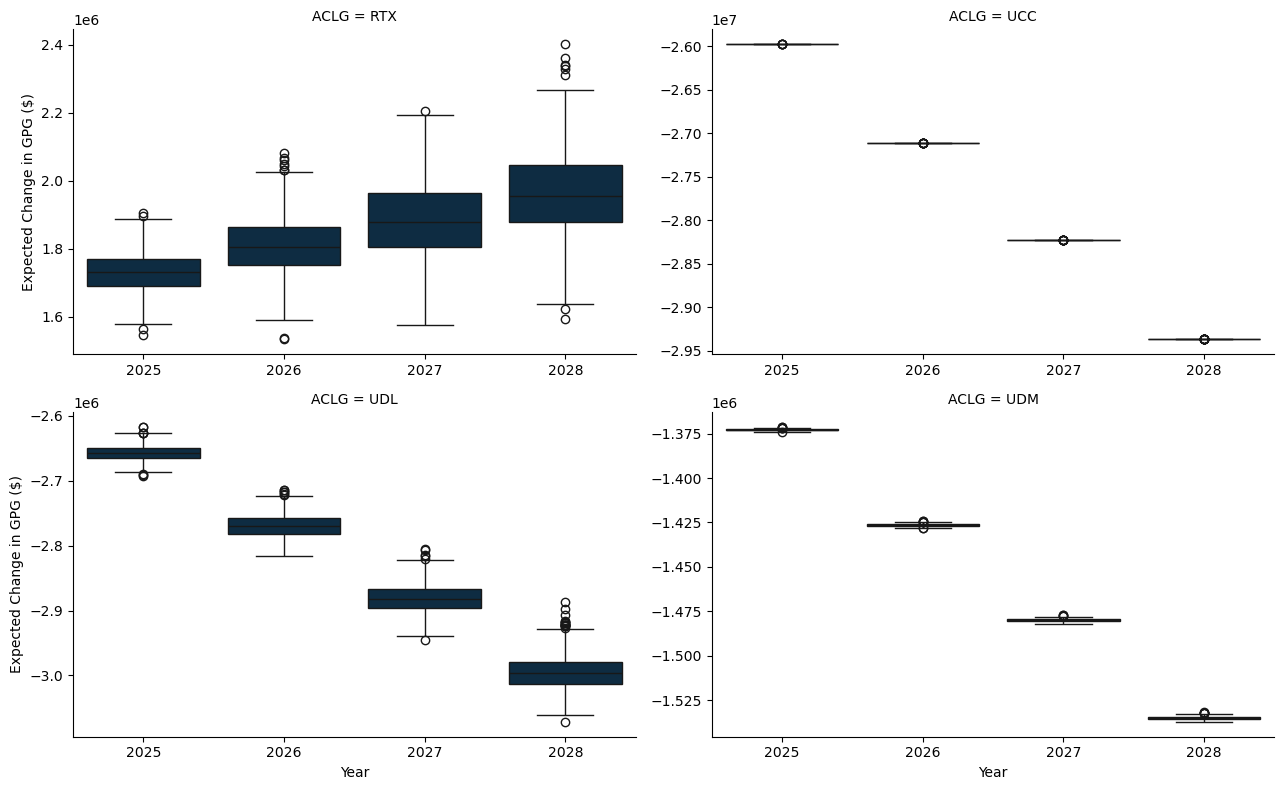 ACLG = RTX
1e6
Expected Change in GPG ($)
2.4
2.2
2.0
1.8
1.6
2025 2026 2027 2028
ACLG = UCC
1e7
−2.60
−2.65
−2.70
−2.75
−2.80
−2.85
−2.90
−2.95
2025 2026 2027 2028
ACLG = UDL
1e6
Expected Change in GPG ($)
−2.6
−2.7
−2.8
−2.9
−3.0
2025 2026 2027 2028
Year
ACLG = UDM
1e6
−1.375
−1.400
−1.425
−1.450
−1.475
−1.500
−1.525
2025 2026 2027 2028
Year